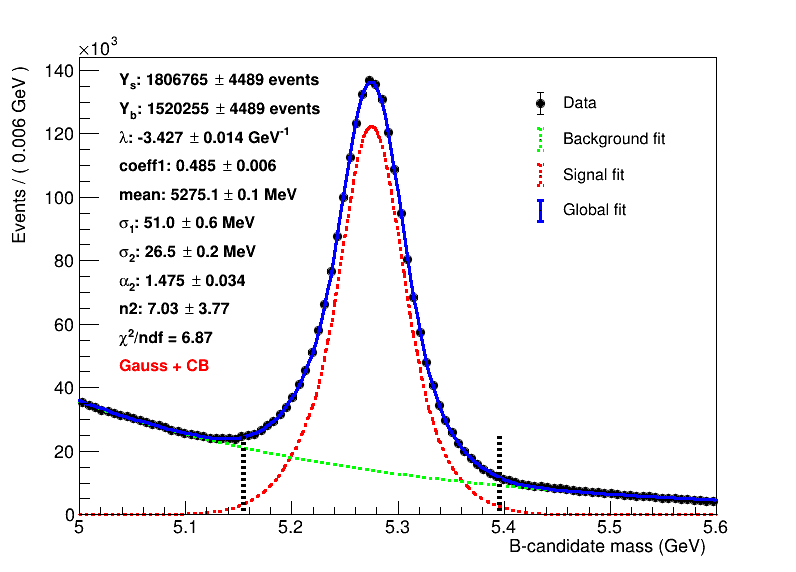 ×10³
Events / ( 0.006 GeV )
140
120
100
80
60
40
20
0
Yₛ: 1806765 ± 4489 events
Y_b: 1520255 ± 4489 events
λ: -3.427 ± 0.014 GeV⁻¹
coeff1: 0.485 ± 0.006
mean: 5275.1 ± 0.1 MeV
σ₁: 51.0 ± 0.6 MeV
σ₂: 26.5 ± 0.2 MeV
α₂: 1.475 ± 0.034
n2: 7.03 ± 3.77
χ²/ndf = 6.87
Gauss + CB
Data
Background fit
Signal fit
Global fit
5 5.1 5.2 5.3 5.4 5.5 5.6
B-candidate mass (GeV)